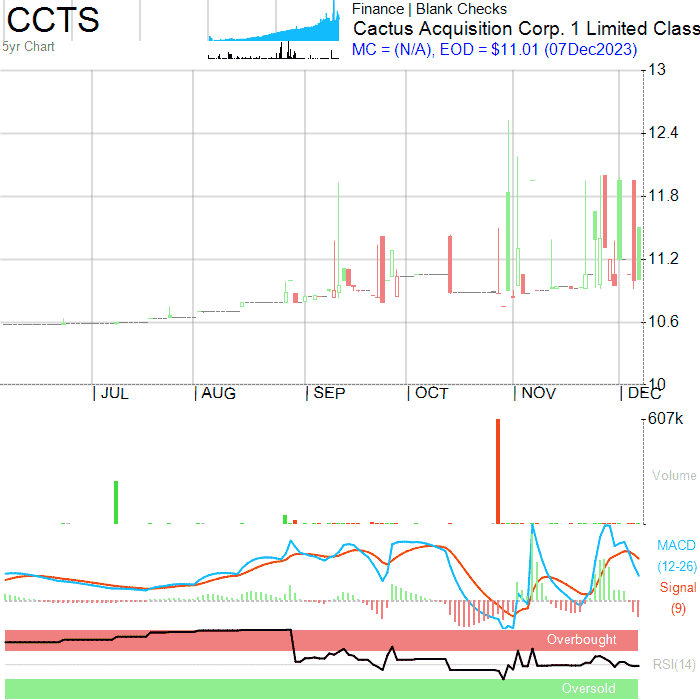 CCTS
5yr Chart
Finance | Blank Checks
Cactus Acquisition Corp. 1 Limited Class
MC = (N/A), EOD = $11.01 (07Dec2023)
13
12.4
11.8
11.2
10.6
10
JUL AUG SEP OCT NOV DEC
607k
Volume
MACD
(12-26)
Signal
(9)
Overbought
RSI(14)
Oversold